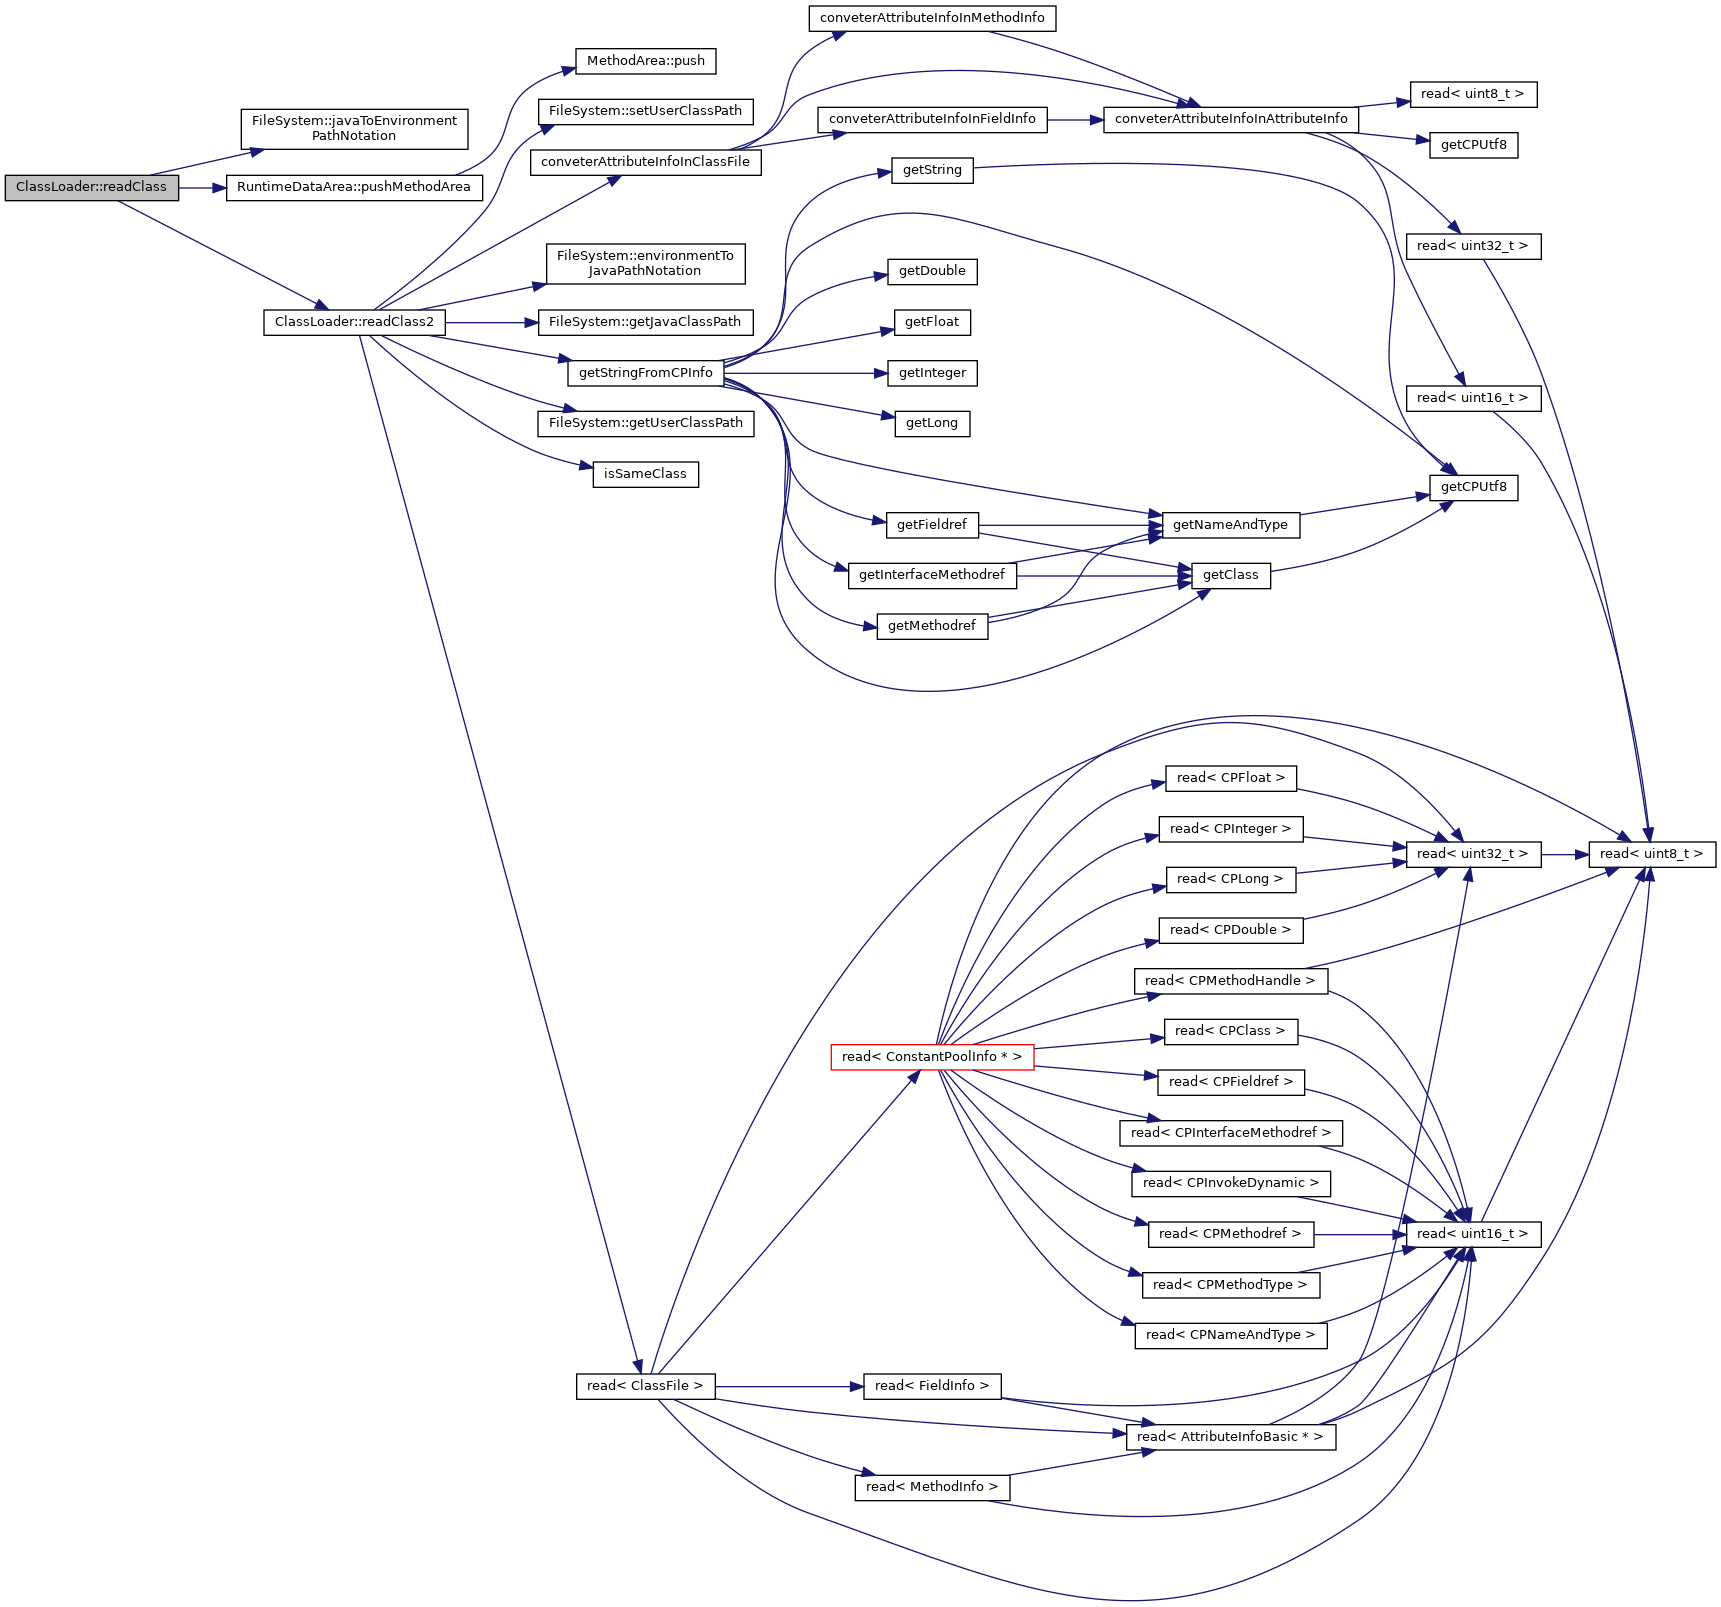 ClassLoader::readClass
FileSystem::javaToEnvironment
PathNotation
RuntimeDataArea::pushMethodArea
ClassLoader::readClass2
MethodArea::push
FileSystem::setUserClassPath
conveterAttributeInfoInClassFile
FileSystem::environmentTo
JavaPathNotation
FileSystem::getJavaClassPath
getStringFromCPInfo
FileSystem::getUserClassPath
isSameClass
read< ClassFile >
conveterAttributeInfoInMethodInfo
conveterAttributeInfoInFieldInfo
getString
getDouble
getFloat
getInteger
getLong
getFieldref
getInterfaceMethodref
getMethodref
read< ConstantPoolInfo * >
read< FieldInfo >
read< MethodInfo >
conveterAttributeInfoInAttributeInfo
getNameAndType
getClass
read< CPFloat >
read< CPInteger >
read< CPLong >
read< CPDouble >
read< CPMethodHandle >
read< CPClass >
read< CPFieldref >
read< CPInterfaceMethodref >
read< CPInvokeDynamic >
read< CPMethodref >
read< CPMethodType >
read< CPNameAndType >
read< AttributeInfoBasic * >
read< uint8_t >
getCPUtf8
read< uint32_t >
read< uint16_t >
getCPUtf8
read< uint32_t >
read< uint16_t >
read< uint8_t >